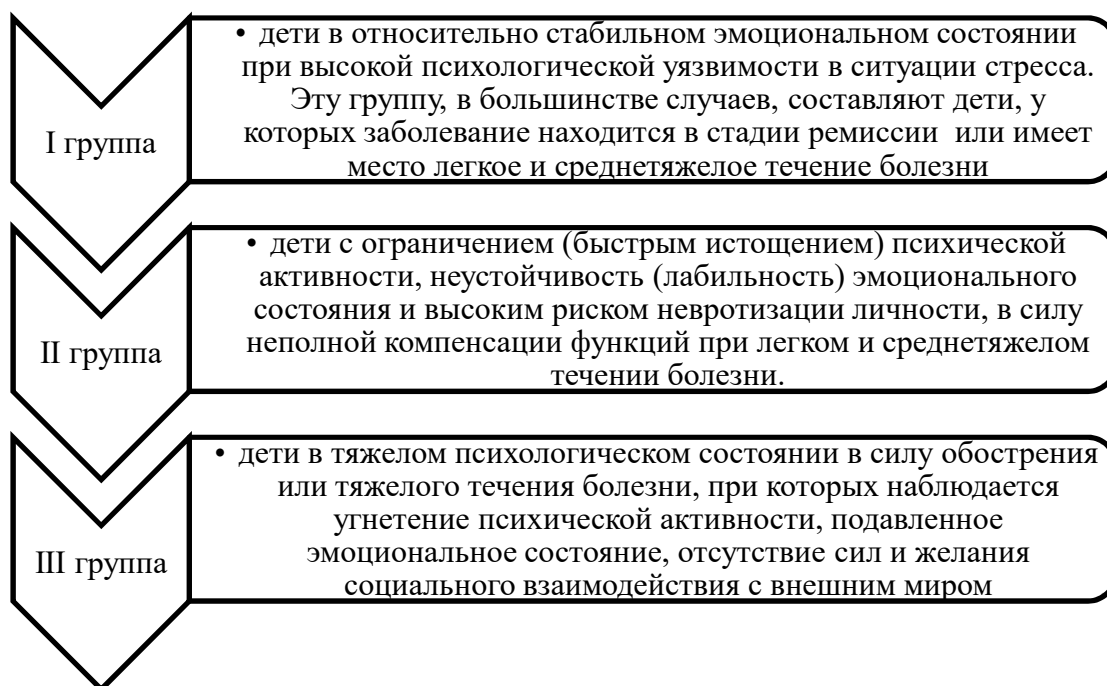 I группа
• дети в относительно стабильном эмоциональном состоянии
при высокой психологической уязвимости в ситуации стресса.
Эту группу, в большинстве случаев, составляют дети, у
которых заболевание находится в стадии ремиссии или имеет
место легкое и среднетяжелое течение болезни
II группа
• дети с ограничением (быстрым истощением) психической
активности, неустойчивость (лабильность) эмоционального
состояния и высоким риском невротизации личности, в силу
неполной компенсации функций при легком и среднетяжелом
течении болезни.
III группа
• дети в тяжелом психологическом состоянии в силу обострения
или тяжелого течения болезни, при которых наблюдается
угнетение психической активности, подавленное
эмоциональное состояние, отсутствие сил и желания
социального взаимодействия с внешним миром